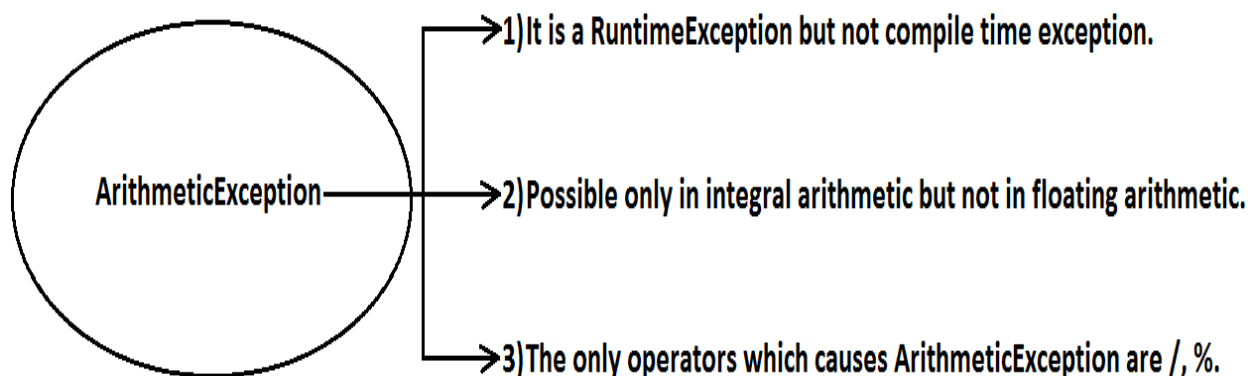 ArithmeticException
1)It is a RuntimeException but not compile time exception.
2)Possible only in integral arithmetic but not in floating arithmetic.
3)The only operators which causes ArithmeticException are /, %.